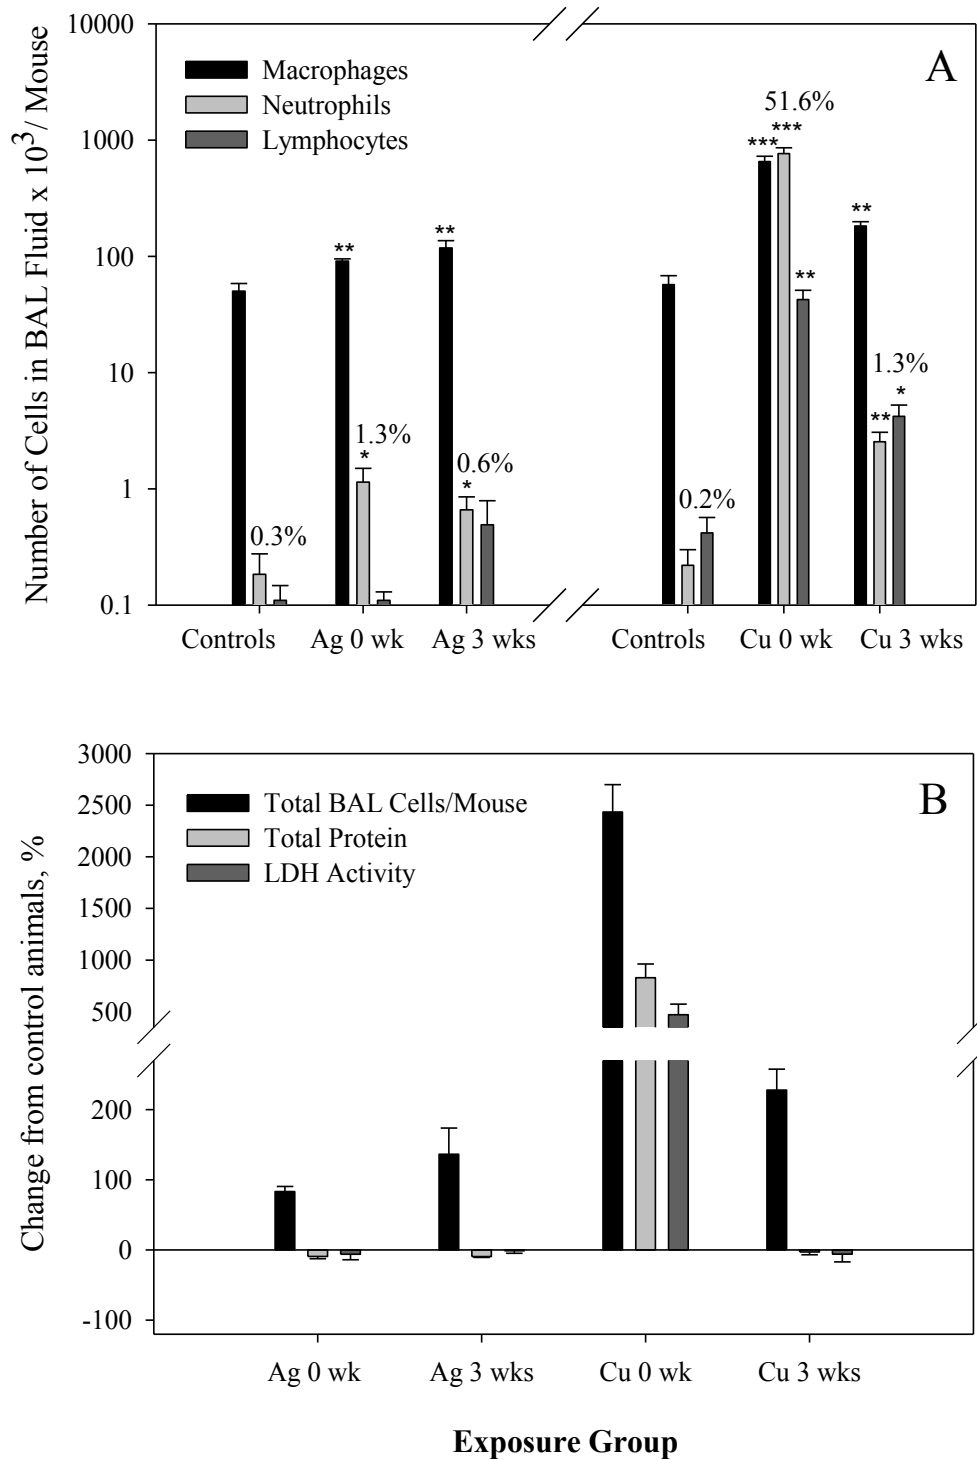 10000
1000
100
10
1
0.1
Number of Cells in BAL Fluid x 10³/ Mouse
Macrophages
Neutrophils
Lymphocytes
A
0.3%
**
*
1.3%
**
*
0.6%
0.2%
***
***
51.6%
**
**
**
*
1.3%
Controls Ag 0 wk Ag 3 wks Controls Cu 0 wk Cu 3 wks
3000
2500
2000
1500
1000
500
200
100
0
-100
Change from control animals, %
Total BAL Cells/Mouse
Total Protein
LDH Activity
B
Ag 0 wk Ag 3 wks Cu 0 wk Cu 3 wks
Exposure Group